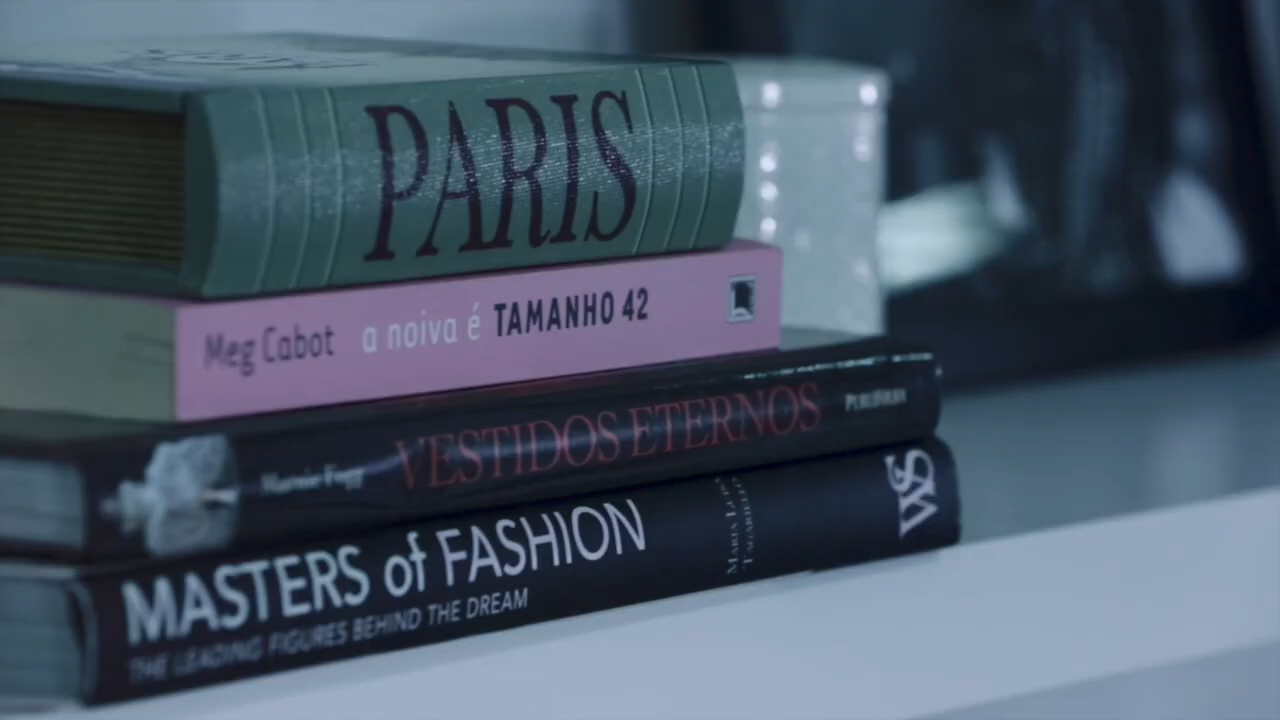 PARIS
Meg Cabot a noiva é TAMANHO 42
VESTIDOS ETERNOS
MASTERS of FASHION
THE LEADING FIGURES BEHIND THE DREAM
WS